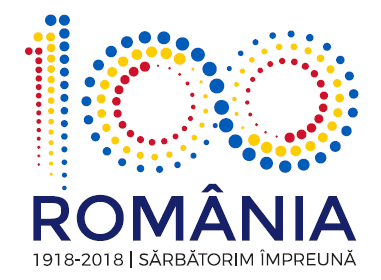 100
ROMÂNIA
1918-2018 | SĂRBĂTORIM ÎMPREUNĂ